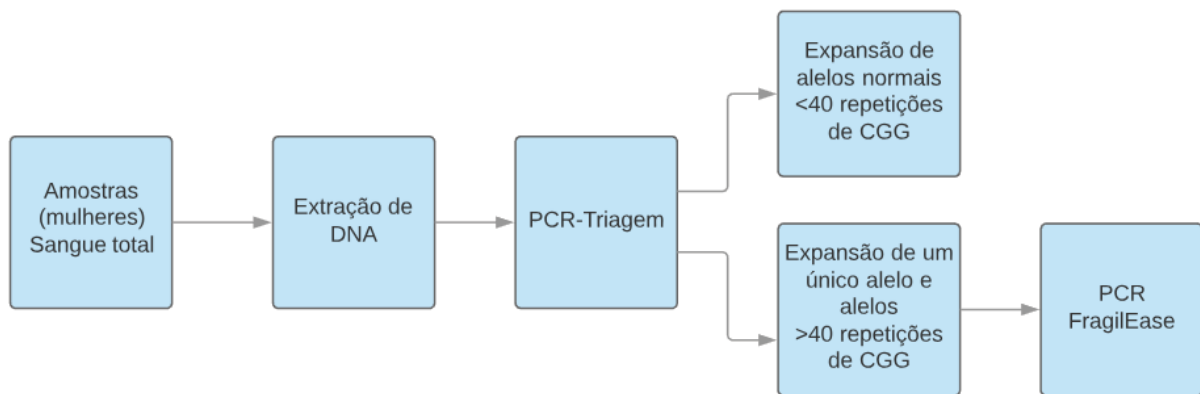 Amostras
(mulheres)
Sangue total
Extração de
DNA
PCR-Triagem
Expansão de
alelos normais
<40 repetições
de CGG
Expansão de um
único alelo e
alelos
>40 repetições
de CGG
PCR
FragilEase